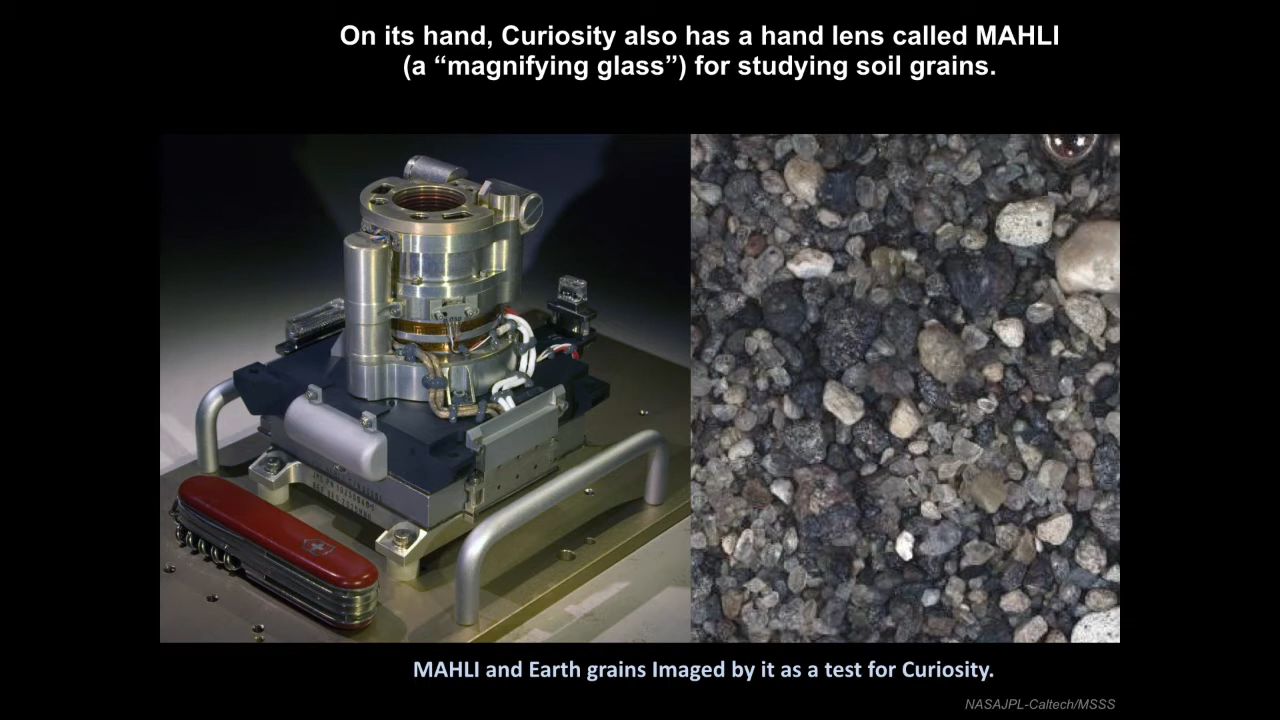 On its hand, Curiosity also has a hand lens called MAHLI
(a “magnifying glass”) for studying soil grains.
MAHLI and Earth grains Imaged by it as a test for Curiosity.
NASAJPL-Caltech/MSSS